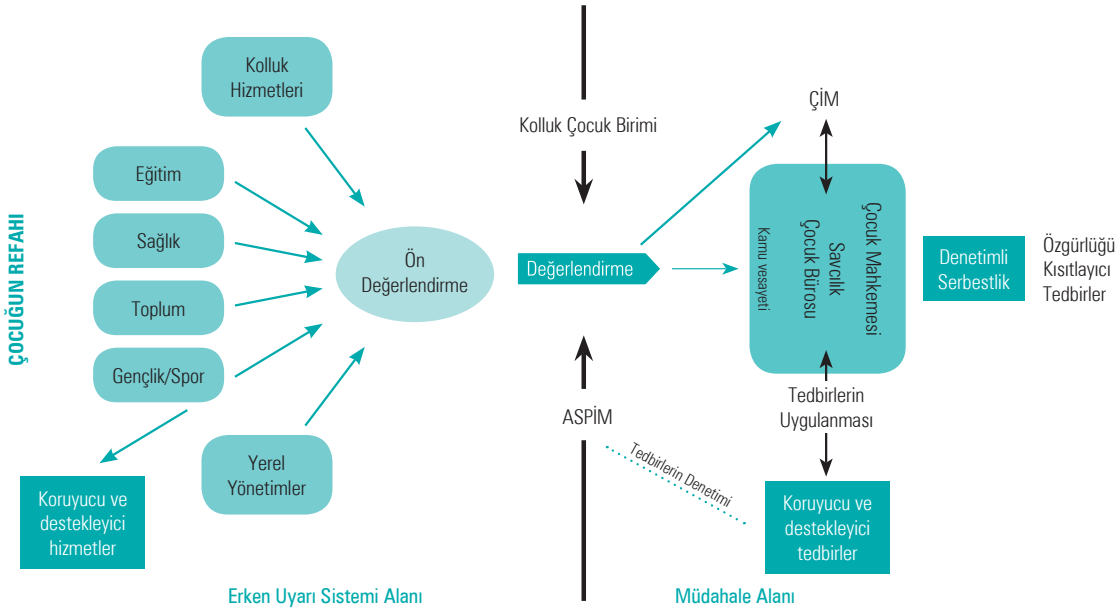 ÇOCUĞUN REFAHI
Kolluk
Hizmetleri
Eğitim
Sağlık
Toplum
Gençlik/Spor
Yerel
Yönetimler
Koruyucu ve
destekleyici
hizmetler
Ön
Değerlendirme
Erken Uyarı Sistemi Alanı
Kolluk Çocuk Birimi
Değerlendirme
ASPİM
Tedbirlerin Denetimi
ÇİM
Kamu vesayeti
Savcılık
Çocuk Bürosu
Çocuk Mahkemesi
Tedbirlerin
Uygulanması
Koruyucu ve
destekleyici
tedbirler
Denetimli
Serbestlik
Özgürlüğü
Kısıtlayıcı
Tedbirler
Müdahale Alanı